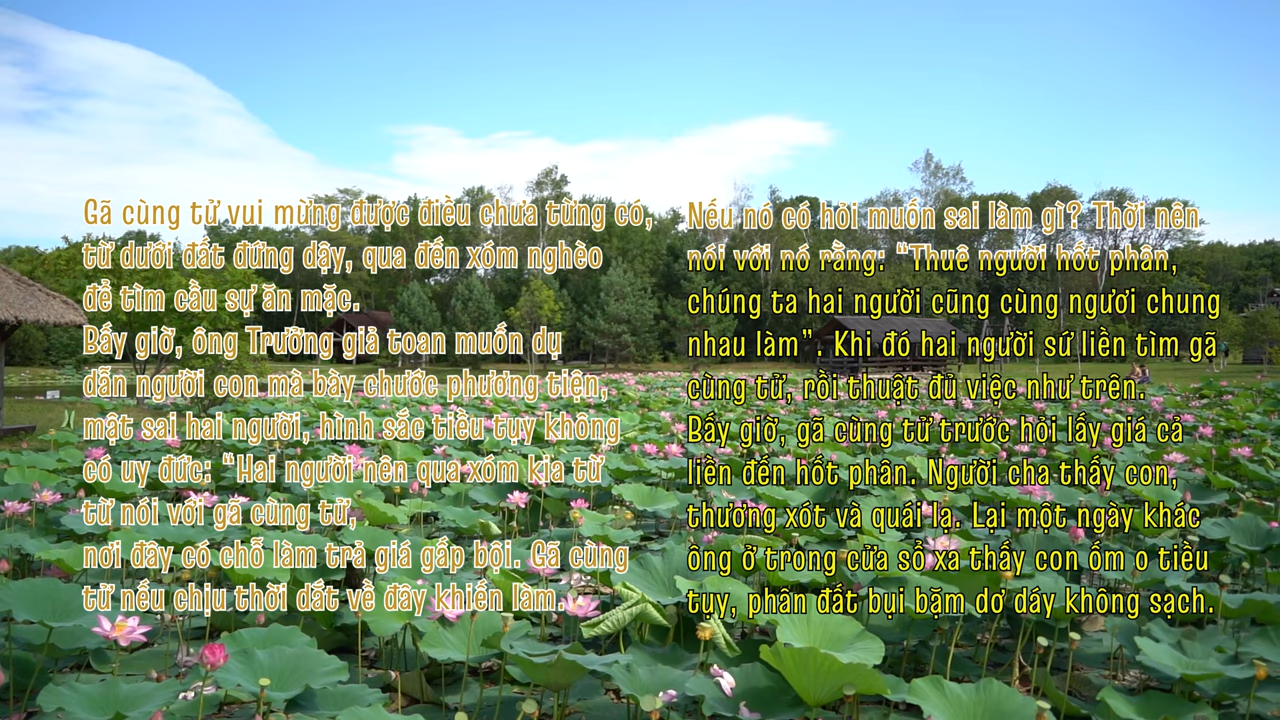 Gã cùng tử vui mừng được điều chưa từng có,
từ dưới đất đứng dậy, qua đến xóm nghèo
để tìm cầu sự ăn mặc.
Bấy giờ, ông Trưởng giả toan muốn dụ
dẫn người con mà bày chước phương tiện,
mật sai hai người, hình sắc tiều tụy không
có uy đức: “Hai người nên qua xóm kia từ
từ nói với gã cùng tử,
nơi đây có chỗ làm trả giá gấp bội. Gã cùng
tử nếu chịu thời dắt về đây khiến làm.
Nếu nó có hỏi muốn sai làm gì? Thời nên
nói với nó rằng: “Thuê người hốt phân,
chúng ta hai người cũng cùng ngươi chung
nhau làm”. Khi đó hai người sứ liền tìm gã
cùng tử, rồi thuật đủ việc như trên.
Bấy giờ, gã cùng tử trước hỏi lấy giá cả
liền đến hốt phân. Người cha thấy con,
thương xót và quái lạ. Lại một ngày khác
ông ở trong cửa sổ xa thấy con ốm o tiều
tụy, phân đất bụi bặm dơ dáy không sạch.